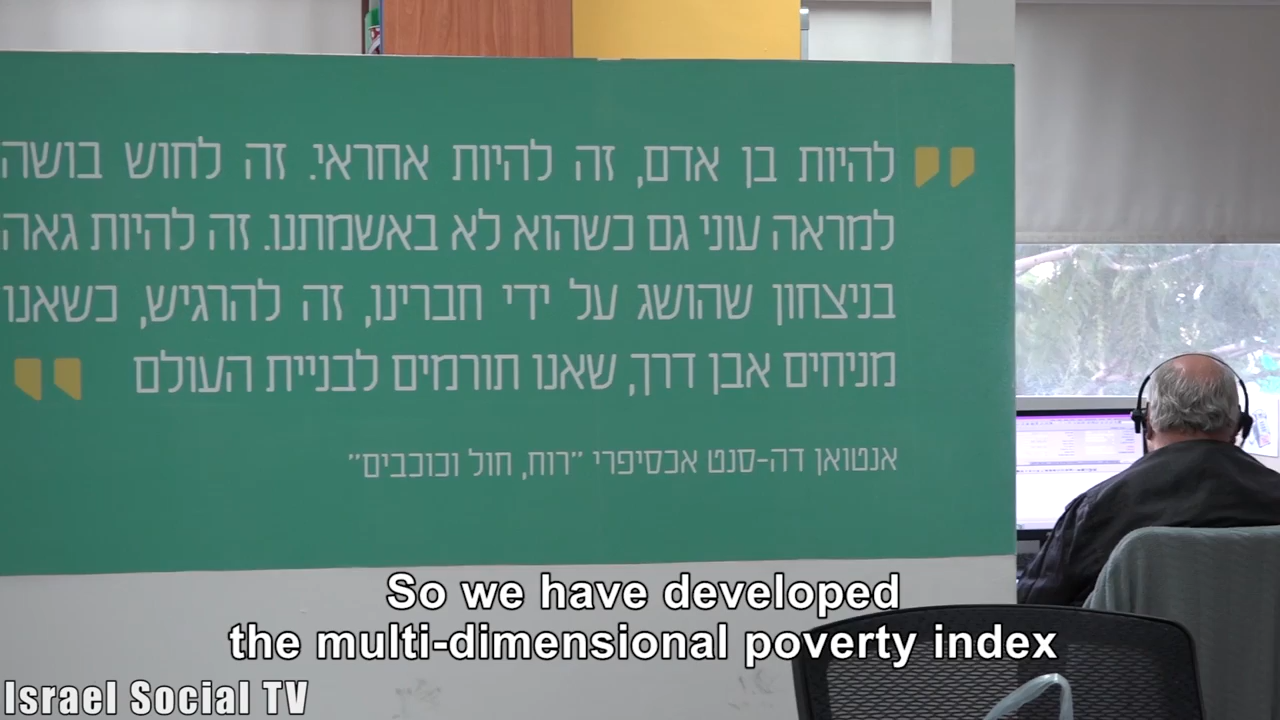 להיות בן אדם, זה להיות אחראי. זה לחוש בושה
למראה עוני גם כשהוא לא באשמתנו. זה להיות גאה
בניצחון שהושג על ידי חברינו, זה להרגיש, כשאנו
מניחים אבן דרך, שאנו תורמים לבניית העולם
אנטואן דה-סנט אכסיפרי "רוח, חול וכוכבים"
So we have developed
the multi-dimensional poverty index
Israel Social TV